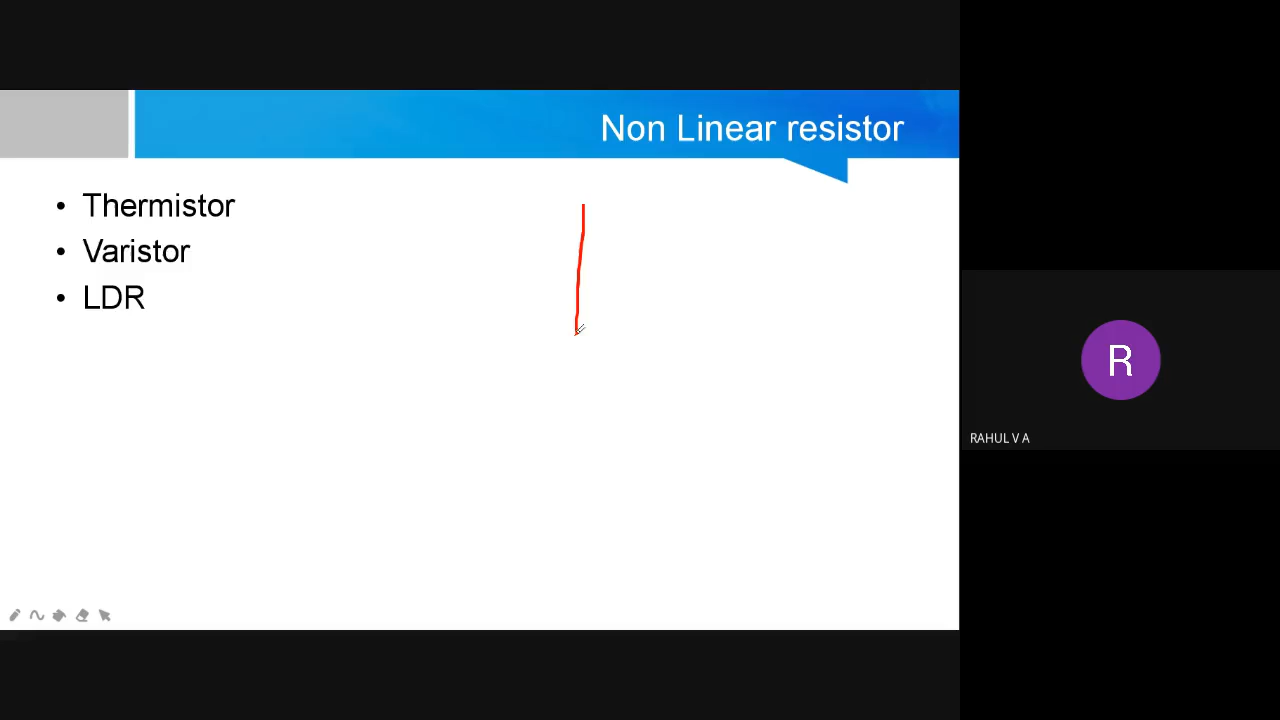 Non Linear resistor
• Thermistor
• Varistor
• LDR
R
RAHUL V A